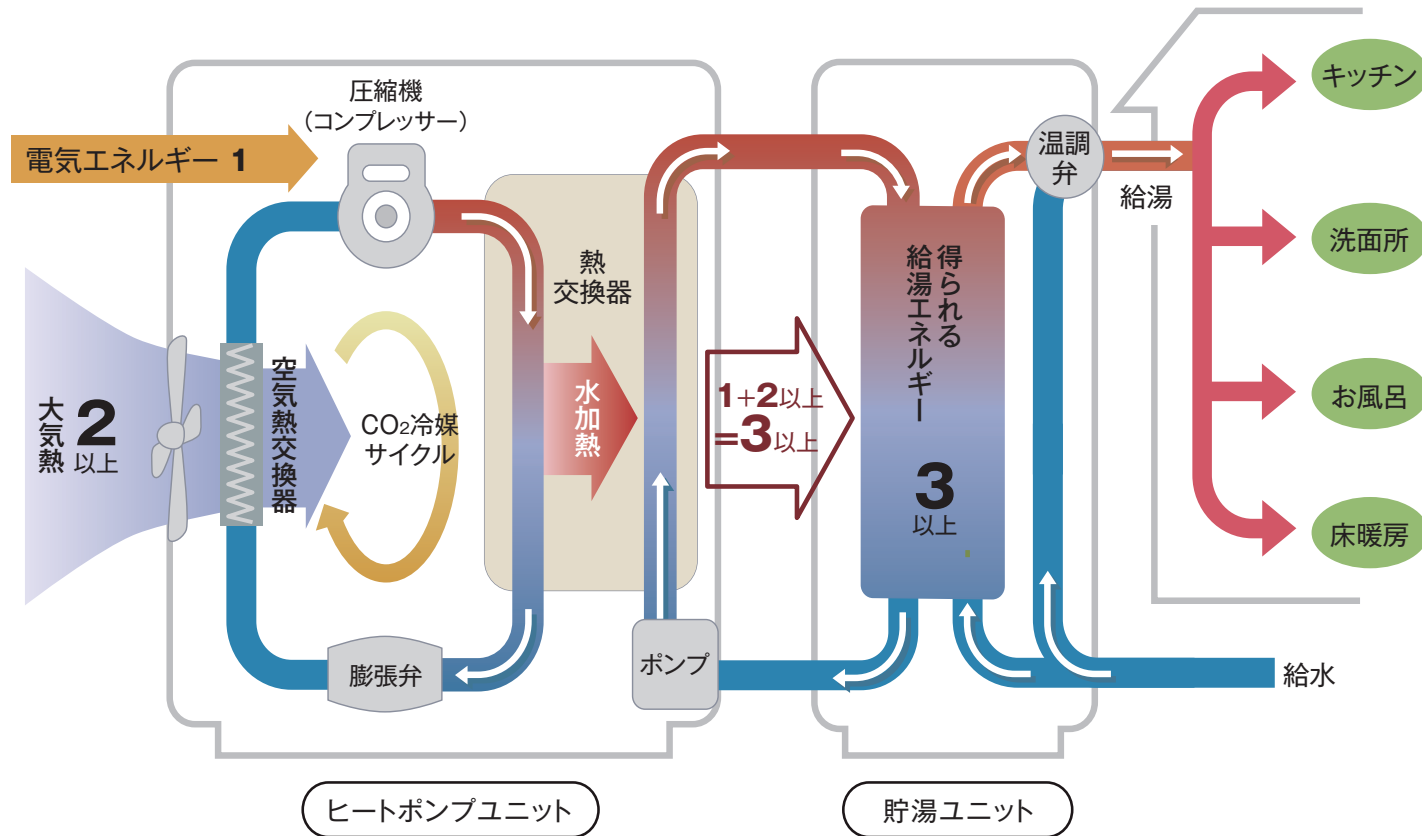 圧縮機
（コンプレッサー）
電気エネルギー 1
大気熱
2
以上
空気熱交換器
CO₂冷媒
サイクル
熱
交換器
水加熱
膨張弁
ポンプ
1+2以上
=3以上
得られる
給湯エネルギー
3
以上
温調
弁
給湯
キッチン
洗面所
お風呂
床暖房
給水
ヒートポンプユニット
貯湯ユニット